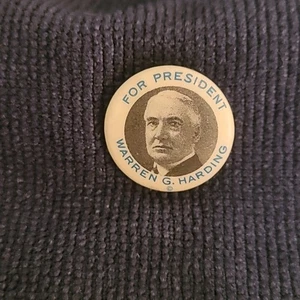 FOR PRESIDENT
WARREN G. HARDING